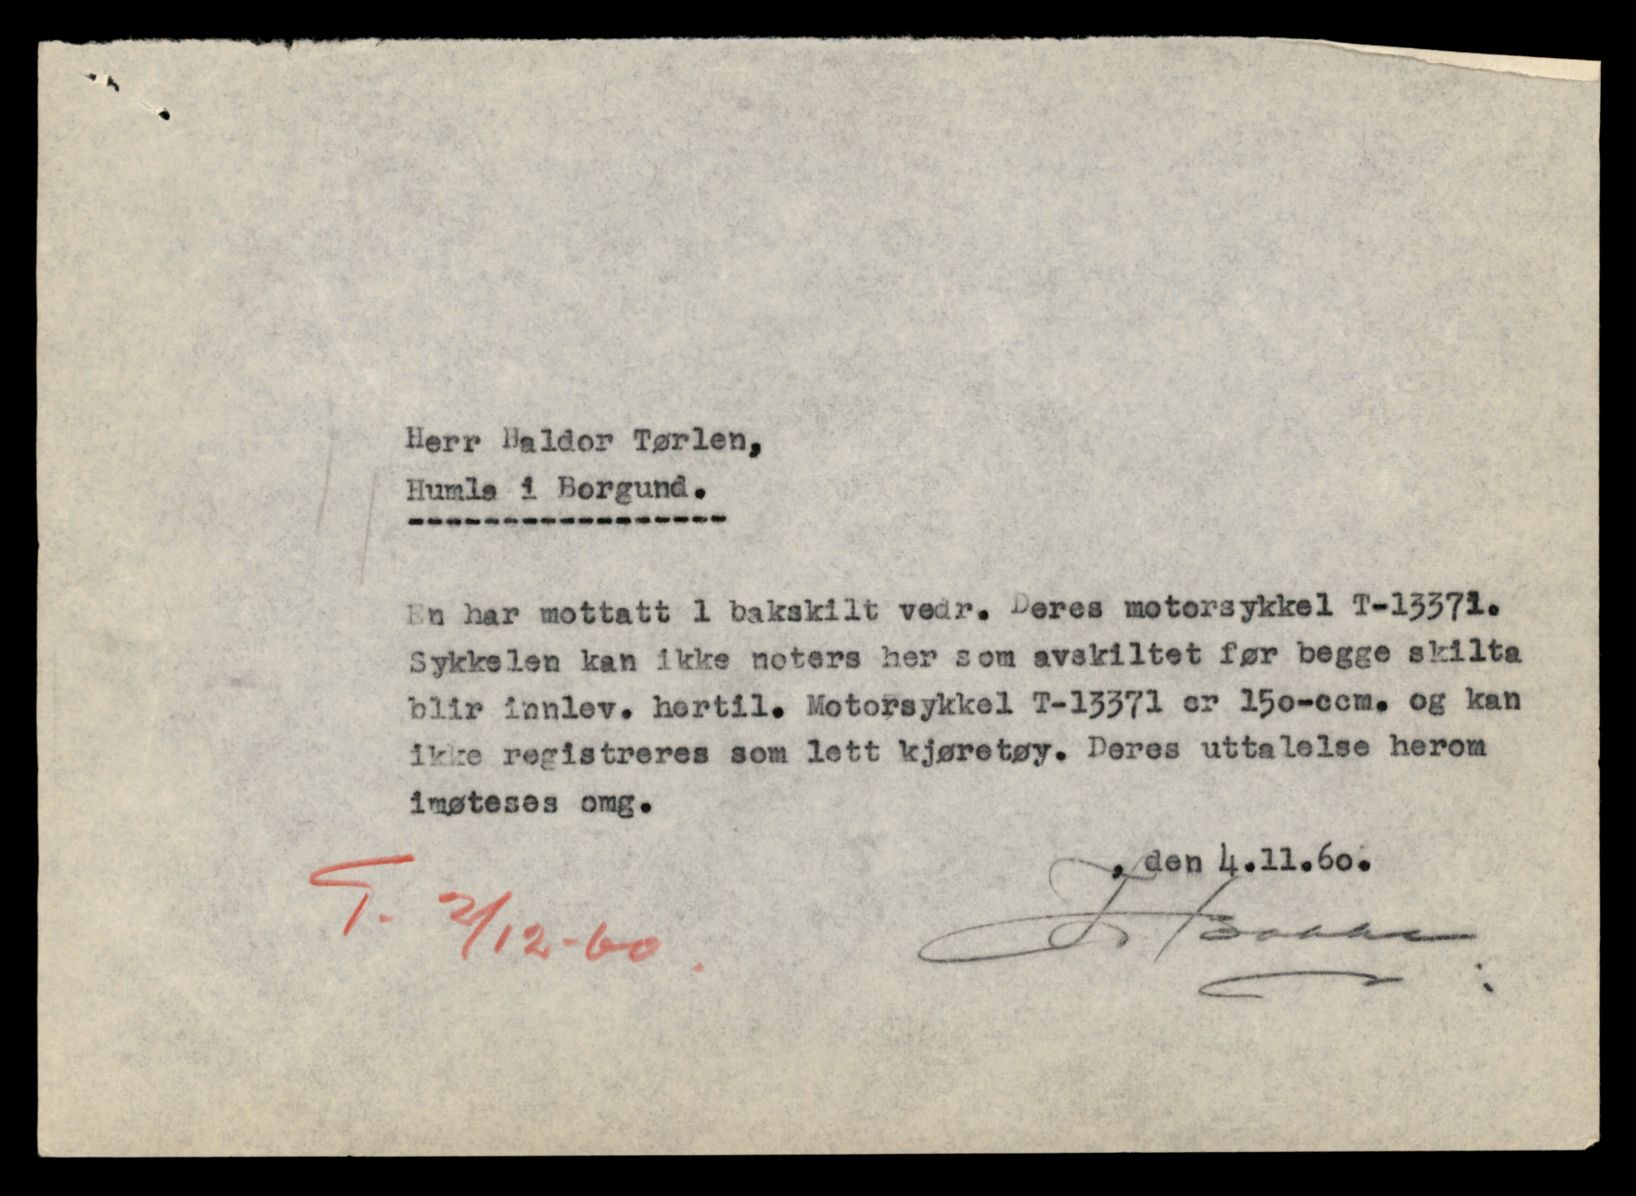 Herr Haldor Tørlen,
Humla i Borgund.
------------------
En har mottatt 1 bakskilt vedr. Deres motorsykkel T-13371.
Sykkelen kan ikke noters her som avskiltet før begge skilta
blir innlev. hertil. Motorsykkel T-13371 er 15o-ccm. og kan
ikke registreres som lett kjøretøy. Deres uttalelse herom
imøteses omg.
, den 4.11.6o.
T. 2/12-60.